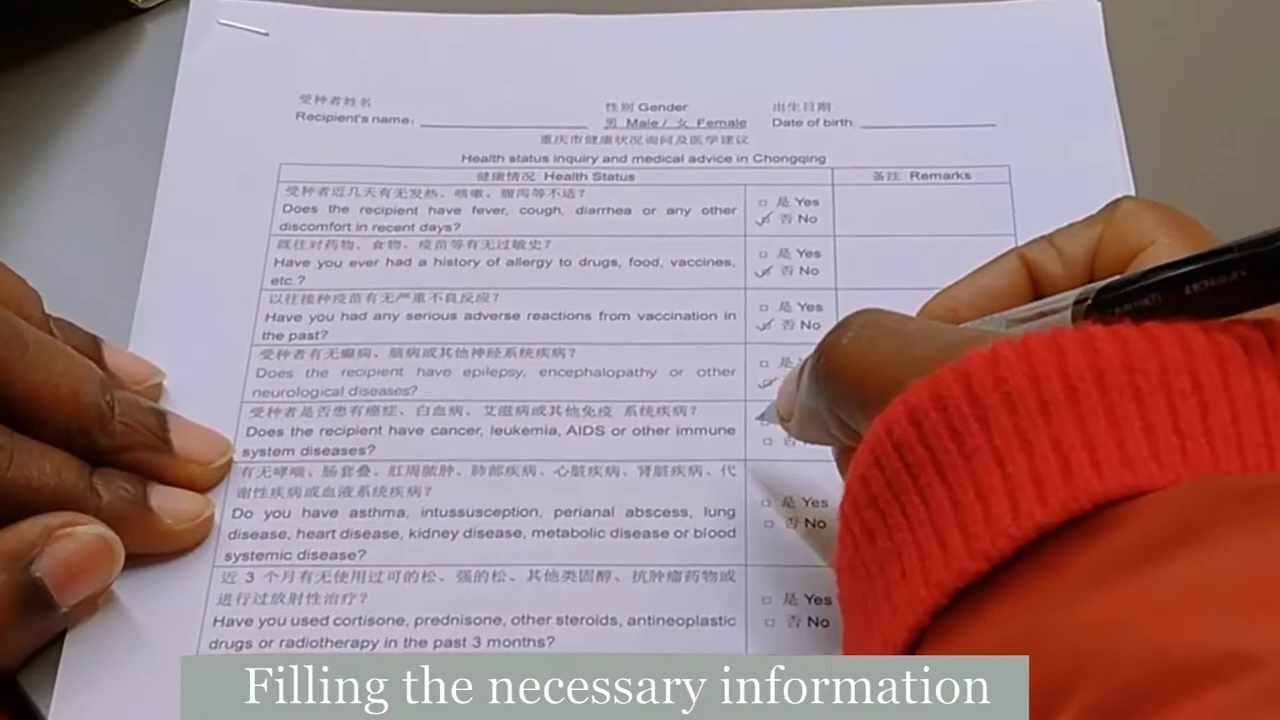 受种者姓名
Recipient's name:
性别 Gender
男 Male / 女 Female
出生日期
Date of birth
重庆市健康状况询问及医学建议
Health status inquiry and medical advice in Chongqing
健康情况 Health Status
备注 Remarks
受种者近几天有无发热、咳嗽、腹泻等不适?
Does the recipient have fever, cough, diarrhea or any other
discomfort in recent days?
□ 是 Yes
□ 否 No
既往对药物、食物、疫苗等有无过敏史?
Have you ever had a history of allergy to drugs, food, vaccines,
etc.?
□ 是 Yes
□ 否 No
以往接种疫苗有无严重不良反应?
Have you had any serious adverse reactions from vaccination in
the past?
□ 是 Yes
□ 否 No
受种者有无癫痫、脑病或其他神经系统疾病?
Does the recipient have epilepsy, encephalopathy or other
neurological diseases?
□ 是
受种者是否患有癌症、白血病、艾滋病或其他免疫 系统疾病?
Does the recipient have cancer, leukemia, AIDS or other immune
system diseases?
□ 否
有无哮喘、肠套叠、肛周脓肿、肺部疾病、心脏疾病、肾脏疾病、代
谢性疾病或血液系统疾病?
Do you have asthma, intussusception, perianal abscess, lung
disease, heart disease, kidney disease, metabolic disease or blood
systemic disease?
□ 是 Yes
□ 否 No
近 3 个月有无使用过可的松、强的松、其他类固醇、抗肿瘤药物或
进行过放射性治疗?
Have you used cortisone, prednisone, other steroids, antineoplastic
drugs or radiotherapy in the past 3 months?
□ 是 Yes
□ 否 No
Filling the necessary information